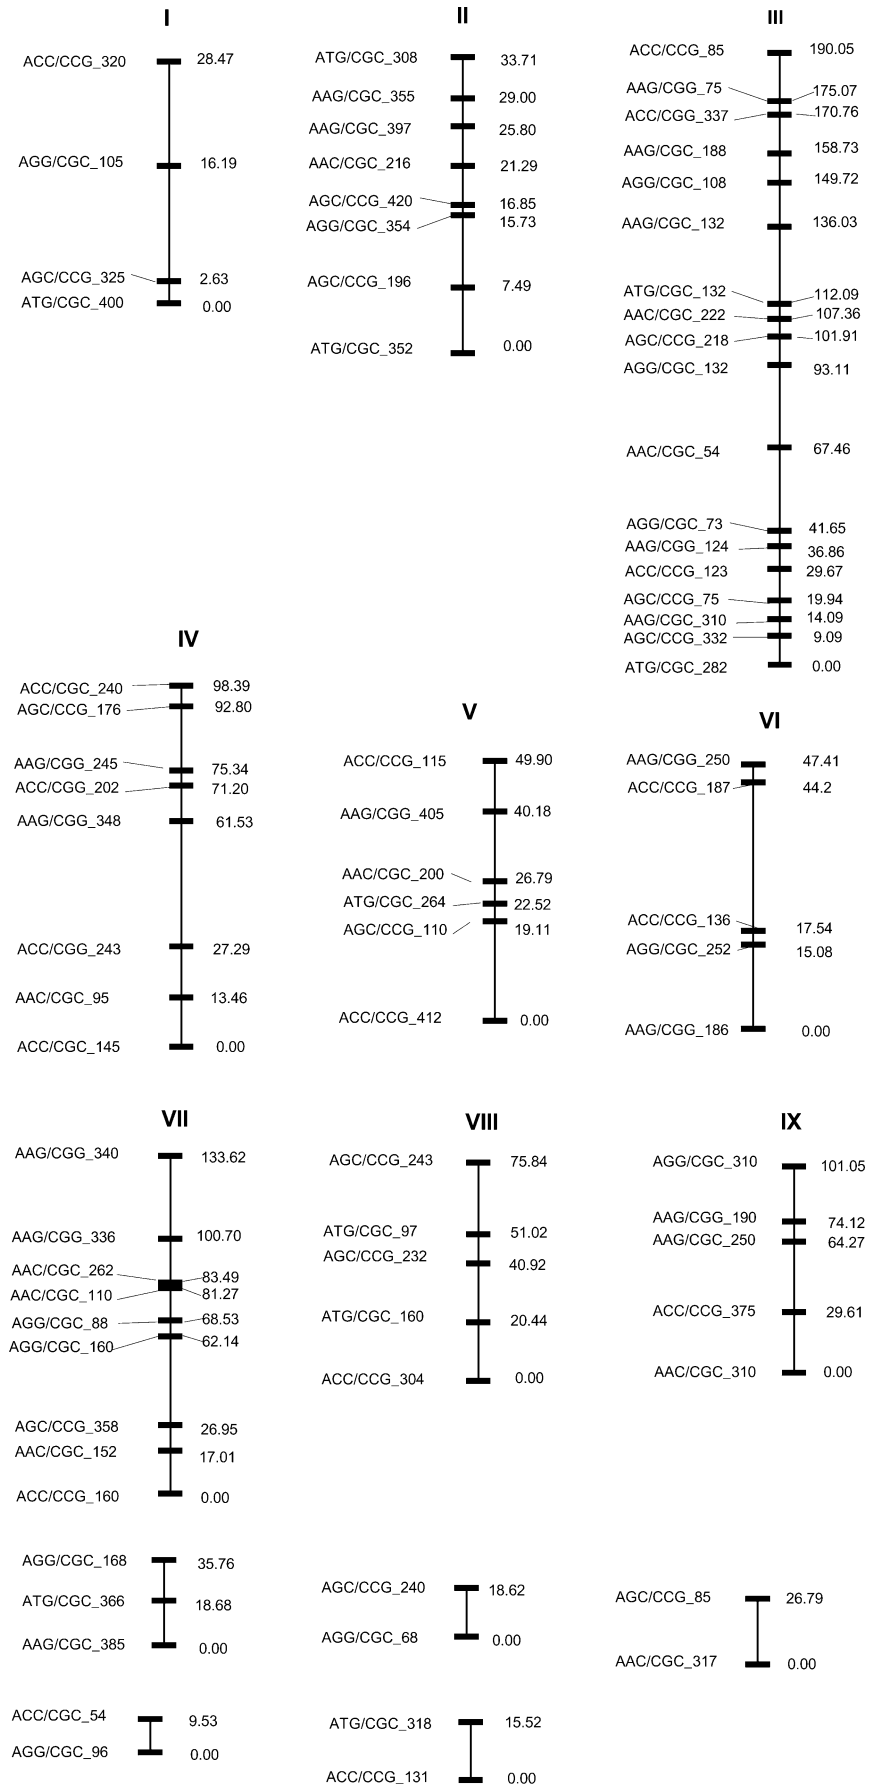 I
ACC/CCG_320 28.47
AGG/CGC_105 16.19
AGC/CCG_325 2.63
ATG/CGC_400 0.00
II
ATG/CGC_308 33.71
AAG/CGC_355 29.00
AAG/CGC_397 25.80
AAC/CGC_216 21.29
AGC/CCG_420 16.85
AGG/CGC_354 15.73
AGC/CCG_196 7.49
ATG/CGC_352 0.00
III
ACC/CCG_85 190.05
AAG/CGG_75 175.07
ACC/CGG_337 170.76
AAG/CGC_188 158.73
AGG/CGC_108 149.72
AAG/CGC_132 136.03
ATG/CGC_132 112.09
AAC/CGC_222 107.36
AGC/CCG_218 101.91
AGG/CGC_132 93.11
AAC/CGC_54 67.46
AGG/CGC_73 41.65
AAG/CGG_124 36.86
ACC/CCG_123 29.67
AGC/CCG_75 19.94
AAG/CGC_310 14.09
AGC/CCG_332 9.09
ATG/CGC_282 0.00
IV
ACC/CGC_240 98.39
AGC/CCG_176 92.80
AAG/CGG_245 75.34
ACC/CGG_202 71.20
AAG/CGG_348 61.53
ACC/CGG_243 27.29
AAC/CGC_95 13.46
ACC/CGC_145 0.00
V
ACC/CCG_115 49.90
AAG/CGG_405 40.18
AAC/CGC_200 26.79
ATG/CGC_264 22.52
AGC/CCG_110 19.11
ACC/CCG_412 0.00
VI
AAG/CGG_250 47.41
ACC/CCG_187 44.2
ACC/CCG_136 17.54
AGG/CGC_252 15.08
AAG/CGG_186 0.00
VII
AAG/CGG_340 133.62
AAG/CGG_336 100.70
AAC/CGC_262 83.49
AAC/CGC_110 81.27
AGG/CGC_88 68.53
AGG/CGC_160 62.14
AGC/CCG_358 26.95
AAC/CGC_152 17.01
ACC/CCG_160 0.00
VIII
AGC/CCG_243 75.84
ATG/CGC_97 51.02
AGC/CCG_232 40.92
ATG/CGC_160 20.44
ACC/CCG_304 0.00
IX
AGG/CGC_310 101.05
AAG/CGG_190 74.12
AAG/CGC_250 64.27
ACC/CCG_375 29.61
AAC/CGC_310 0.00
AGG/CGC_168 35.76
ATG/CGC_366 18.68
AAG/CGC_385 0.00
AGC/CCG_240 18.62
AGG/CGC_68 0.00
AGC/CCG_85 26.79
AAC/CGC_317 0.00
ACC/CGC_54 9.53
AGG/CGC_96 0.00
ATG/CGC_318 15.52
ACC/CCG_131 0.00